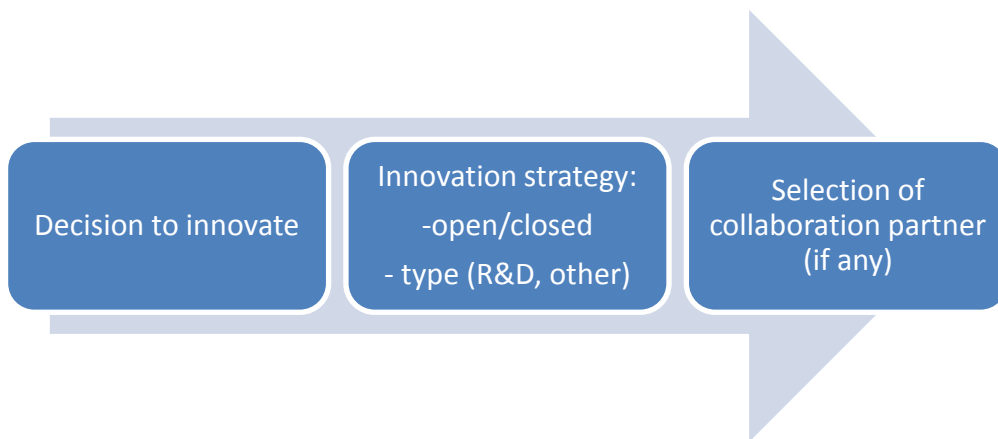 Decision to innovate
Innovation strategy:
-open/closed
- type (R&D, other)
Selection of
collaboration partner
(if any)